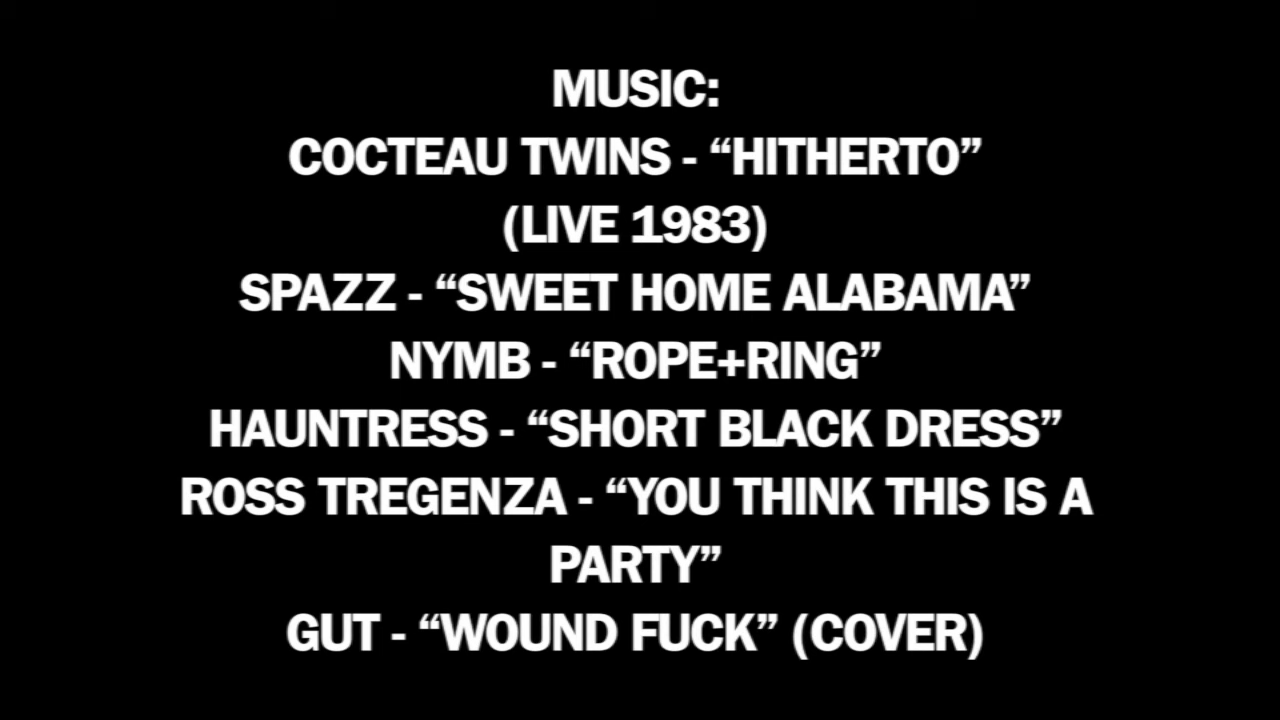 MUSIC:
COCTEAU TWINS - “HITHERTO”
(LIVE 1983)
SPAZZ - “SWEET HOME ALABAMA”
NYMB - “ROPE+RING”
HAUNTRESS - “SHORT BLACK DRESS”
ROSS TREGENZA - “YOU THINK THIS IS A
PARTY”
GUT - “WOUND FUCK” (COVER)